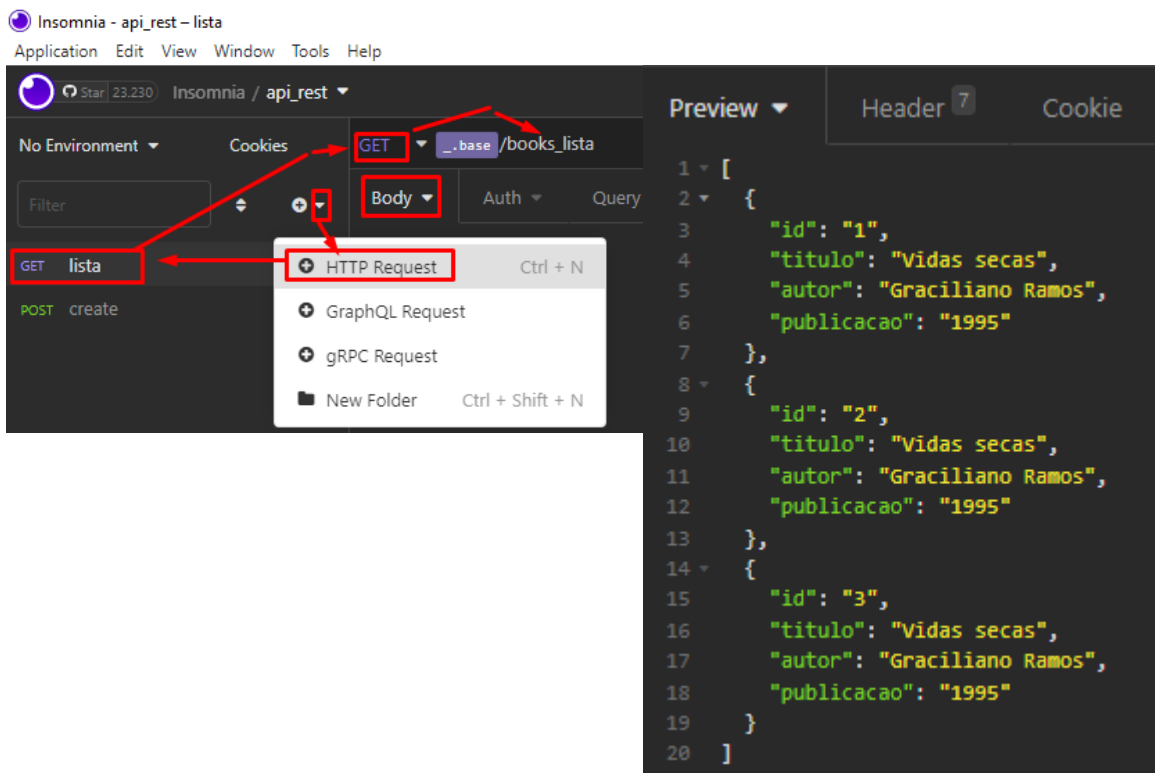 Insomnia - api_rest – lista
Application Edit View Window Tools Help
Star 23.230 Insomnia / api_rest
No Environment Cookies
GET _.base /books_lista
Filter
Body Auth Query
GET lista
POST create
HTTP Request Ctrl + N
GraphQL Request
gRPC Request
New Folder Ctrl + Shift + N
Preview Header 7 Cookie
1 [
2 {
3 "id": "1",
4 "titulo": "Vidas secas",
5 "autor": "Graciliano Ramos",
6 "publicacao": "1995"
7 },
8 {
9 "id": "2",
10 "titulo": "Vidas secas",
11 "autor": "Graciliano Ramos",
12 "publicacao": "1995"
13 },
14 {
15 "id": "3",
16 "titulo": "Vidas secas",
17 "autor": "Graciliano Ramos",
18 "publicacao": "1995"
19 }
20 ]